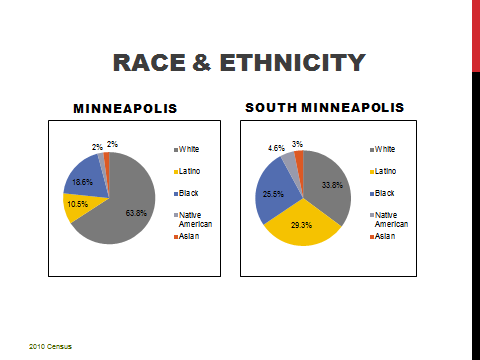 RACE & ETHNICITY
MINNEAPOLIS
2%
2%
18.6%
10.5%
63.8%
White
Latino
Black
Native
American
Asian
SOUTH MINNEAPOLIS
4.6%
3%
25.5%
33.8%
29.3%
White
Latino
Black
Native
American
Asian
2010 Census